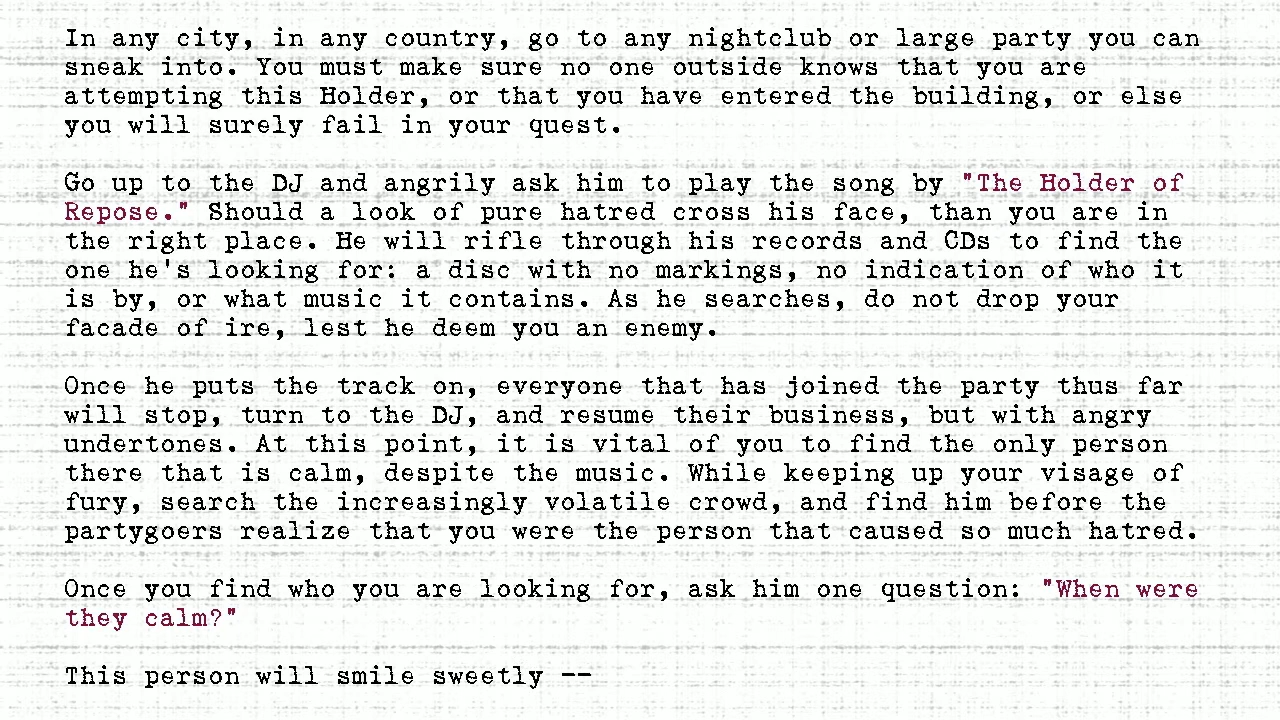 In any city, in any country, go to any nightclub or large party you can
sneak into. You must make sure no one outside knows that you are
attempting this Holder, or that you have entered the building, or else
you will surely fail in your quest.
Go up to the DJ and angrily ask him to play the song by "The Holder of
Repose." Should a look of pure hatred cross his face, than you are in
the right place. He will rifle through his records and CDs to find the
one he's looking for: a disc with no markings, no indication of who it
is by, or what music it contains. As he searches, do not drop your
facade of ire, lest he deem you an enemy.
Once he puts the track on, everyone that has joined the party thus far
will stop, turn to the DJ, and resume their business, but with angry
undertones. At this point, it is vital of you to find the only person
there that is calm, despite the music. While keeping up your visage of
fury, search the increasingly volatile crowd, and find him before the
partygoers realize that you were the person that caused so much hatred.
Once you find who you are looking for, ask him one question: "When were
they calm?"
This person will smile sweetly --